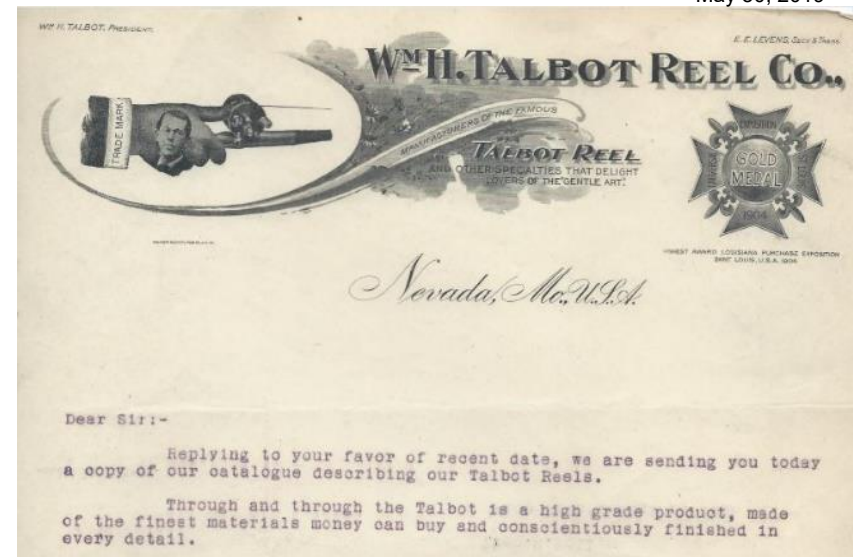 WM H. TALBOT, PRESIDENT.
E. E. LEVENS, SECY & TREAS.
WM H. TALBOT REEL CO.,
TRADE MARK
MANUFACTURERS OF THE FAMOUS
TALBOT REEL
AND OTHER SPECIALTIES THAT DELIGHT
LOVERS OF THE "GENTLE ART".
EXPOSITION
GOLD
MEDAL
1904
HIGHEST AWARD LOUISIANA PURCHASE EXPOSITION
SAINT LOUIS, U.S.A. 1904
Nevada, Mo., U.S.A.
Dear Sir:-
Replying to your favor of recent date, we are sending you today
a copy of our catalogue describing our Talbot Reels.
Through and through the Talbot is a high grade product, made
of the finest materials money can buy and conscientiously finished in
every detail.